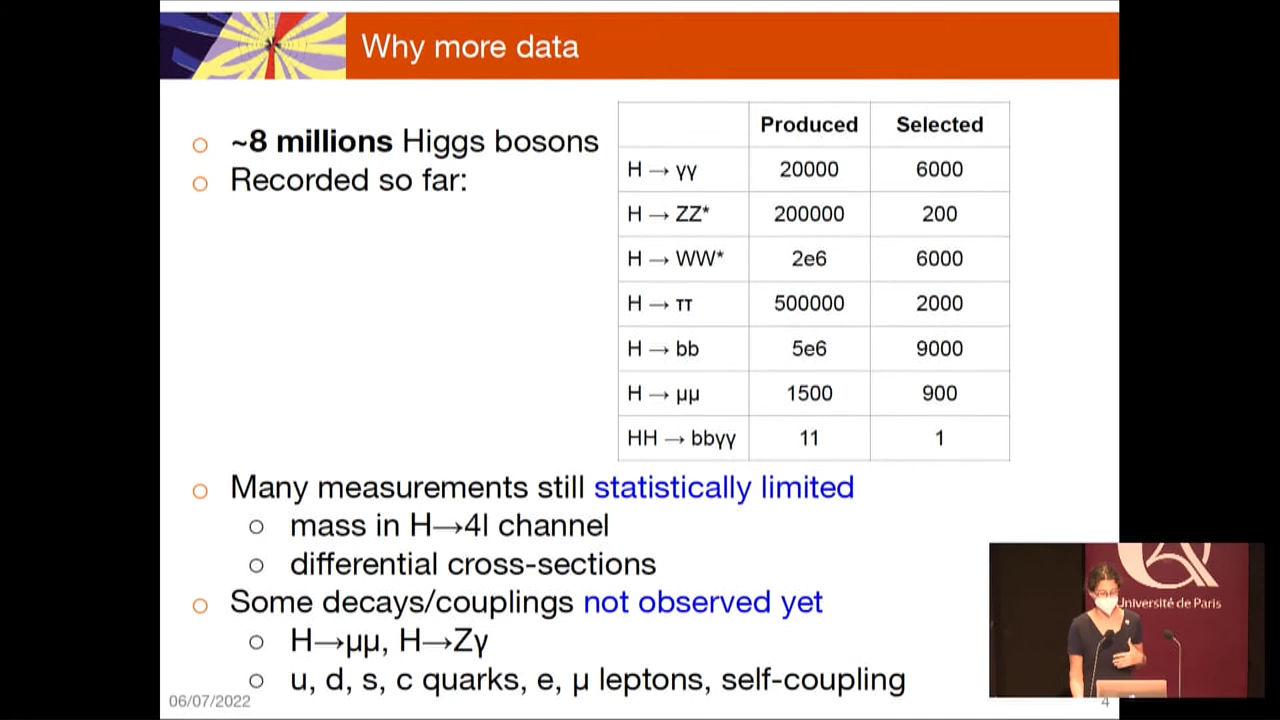 Why more data
~8 millions Higgs bosons
Recorded so far:
Produced Selected
H → γγ 20000 6000
H → ZZ* 200000 200
H → WW* 2e6 6000
H → ττ 500000 2000
H → bb 5e6 9000
H → μμ 1500 900
HH → bbγγ 11 1
Many measurements still statistically limited
mass in H→4l channel
differential cross-sections
Some decays/couplings not observed yet
H→μμ, H→Zγ
u, d, s, c quarks, e, μ leptons, self-coupling
06/07/2022
4
Université de Paris